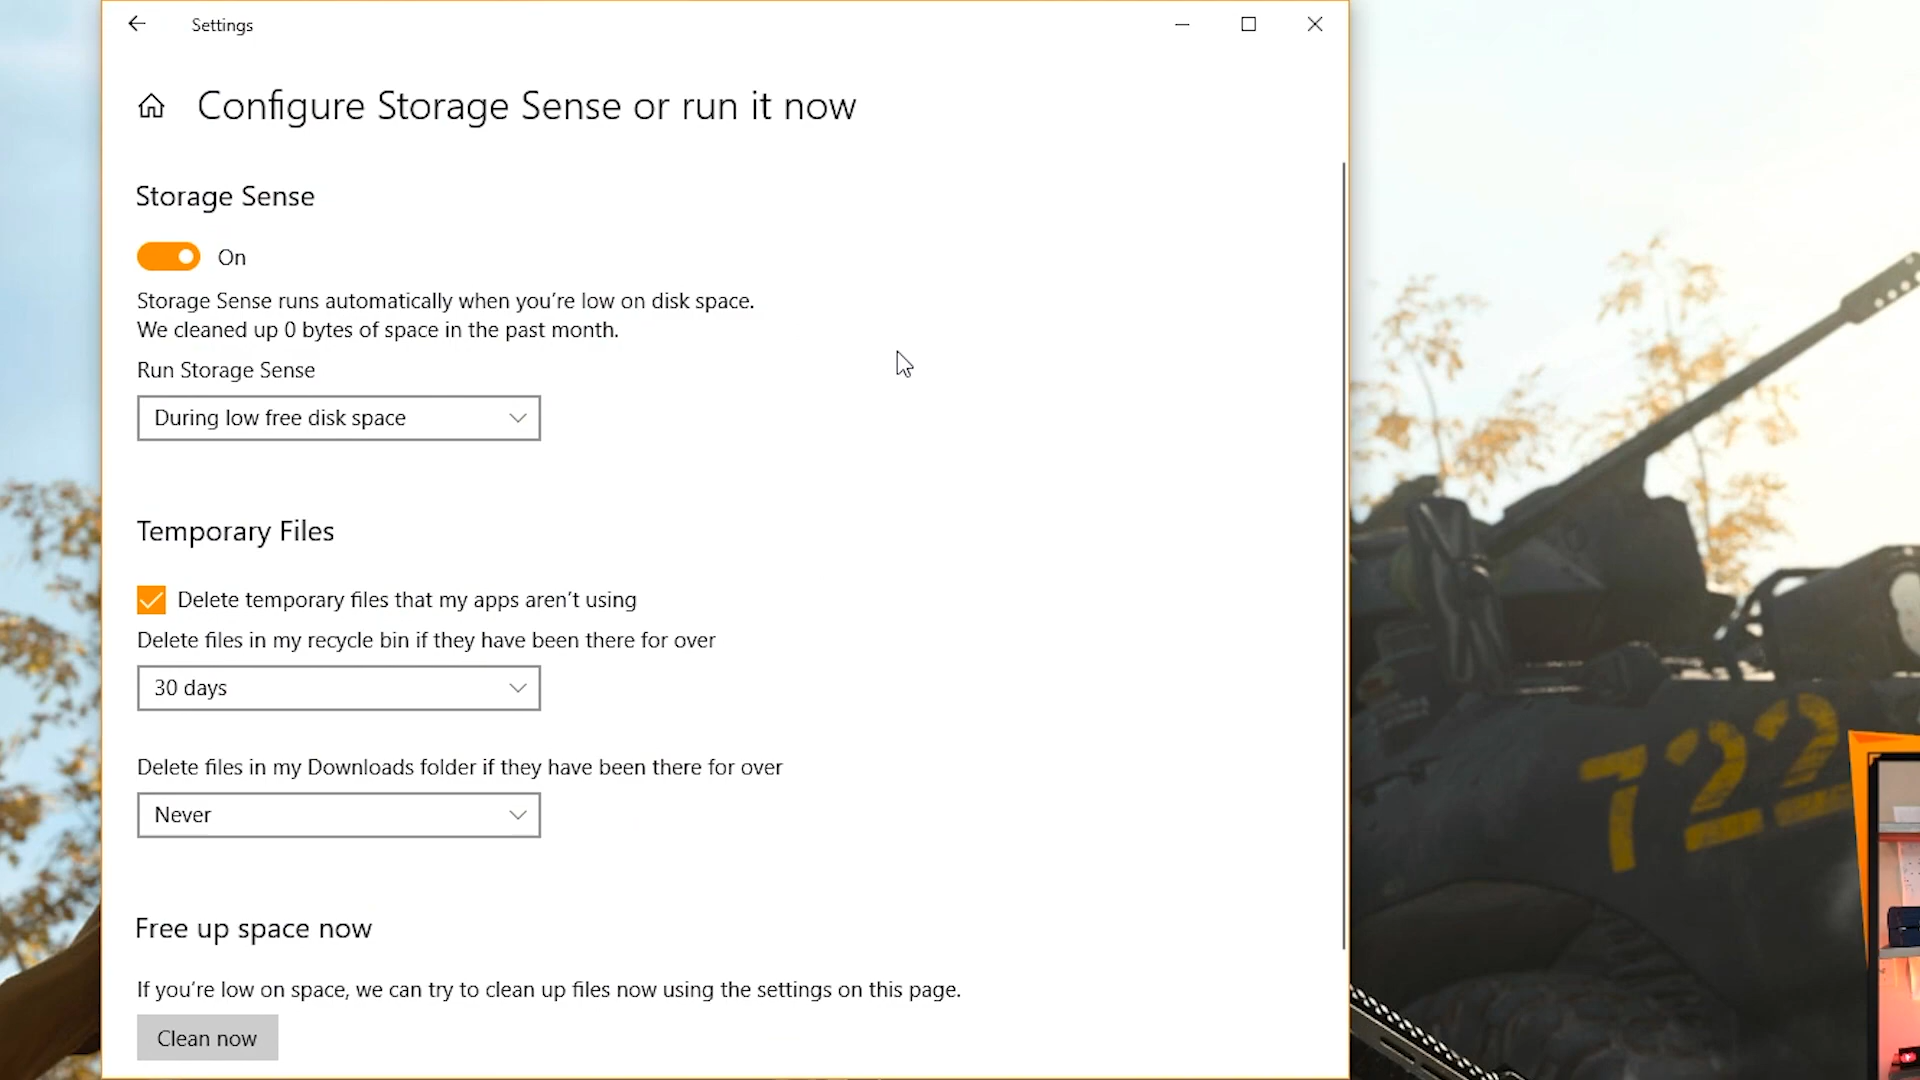 Settings
Configure Storage Sense or run it now
Storage Sense
On
Storage Sense runs automatically when you're low on disk space.
We cleaned up 0 bytes of space in the past month.
Run Storage Sense
During low free disk space
Temporary Files
Delete temporary files that my apps aren't using
Delete files in my recycle bin if they have been there for over
30 days
Delete files in my Downloads folder if they have been there for over
Never
Free up space now
If you're low on space, we can try to clean up files now using the settings on this page.
Clean now
722